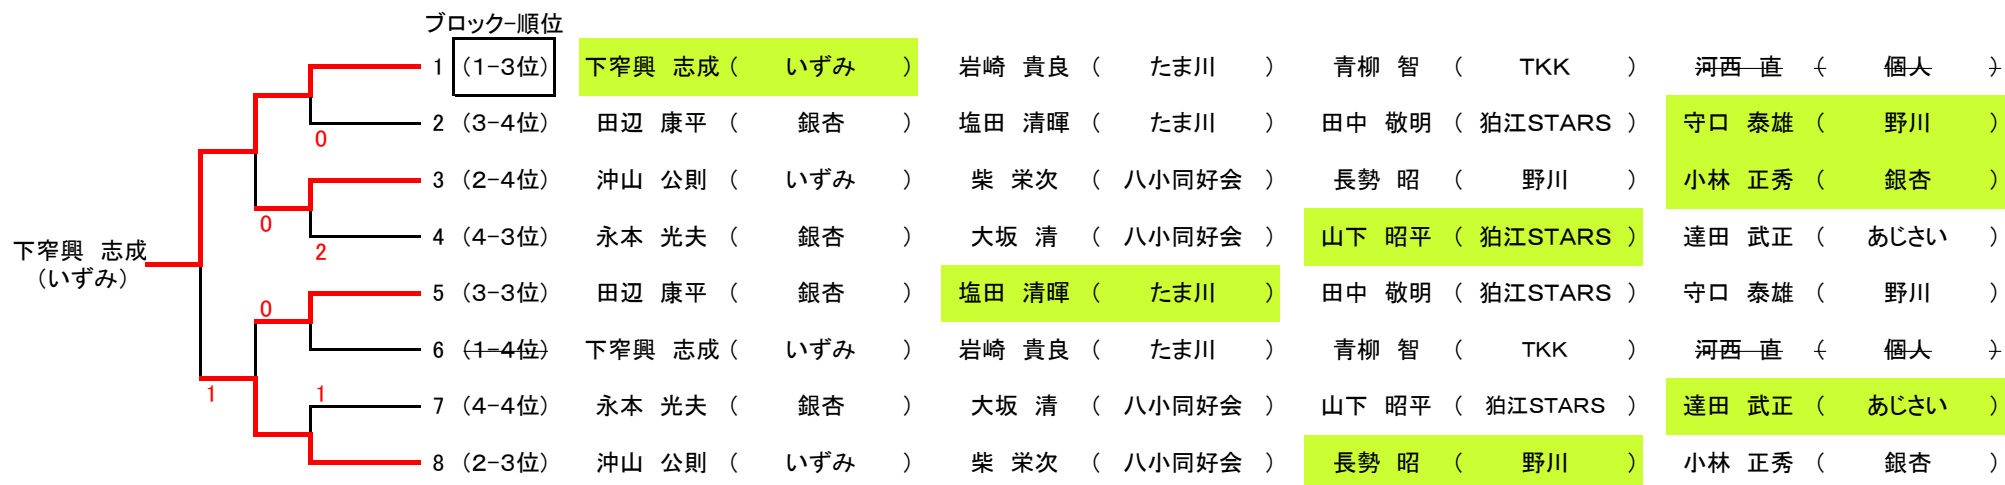 ブロック-順位
1 (1-3位) 下窄興 志成 ( いずみ ) 岩崎 貴良 ( たま川 ) 青柳 智 ( TKK ) 河西 直 ( 個人 )
2 (3-4位) 田辺 康平 ( 銀杏 ) 塩田 清暉 ( たま川 ) 田中 敬明 ( 狛江STARS ) 守口 泰雄 ( 野川 )
0
3 (2-4位) 沖山 公則 ( いずみ ) 柴 栄次 ( 八小同好会 ) 長勢 昭 ( 野川 ) 小林 正秀 ( 銀杏 )
0
4 (4-3位) 永本 光夫 ( 銀杏 ) 大坂 清 ( 八小同好会 ) 山下 昭平 ( 狛江STARS ) 達田 武正 ( あじさい )
2
下窄興 志成
(いずみ)
5 (3-3位) 田辺 康平 ( 銀杏 ) 塩田 清暉 ( たま川 ) 田中 敬明 ( 狛江STARS ) 守口 泰雄 ( 野川 )
0
6 (1-4位) 下窄興 志成 ( いずみ ) 岩崎 貴良 ( たま川 ) 青柳 智 ( TKK ) 河西 直 ( 個人 )
1
1
7 (4-4位) 永本 光夫 ( 銀杏 ) 大坂 清 ( 八小同好会 ) 山下 昭平 ( 狛江STARS ) 達田 武正 ( あじさい )
8 (2-3位) 沖山 公則 ( いずみ ) 柴 栄次 ( 八小同好会 ) 長勢 昭 ( 野川 ) 小林 正秀 ( 銀杏 )